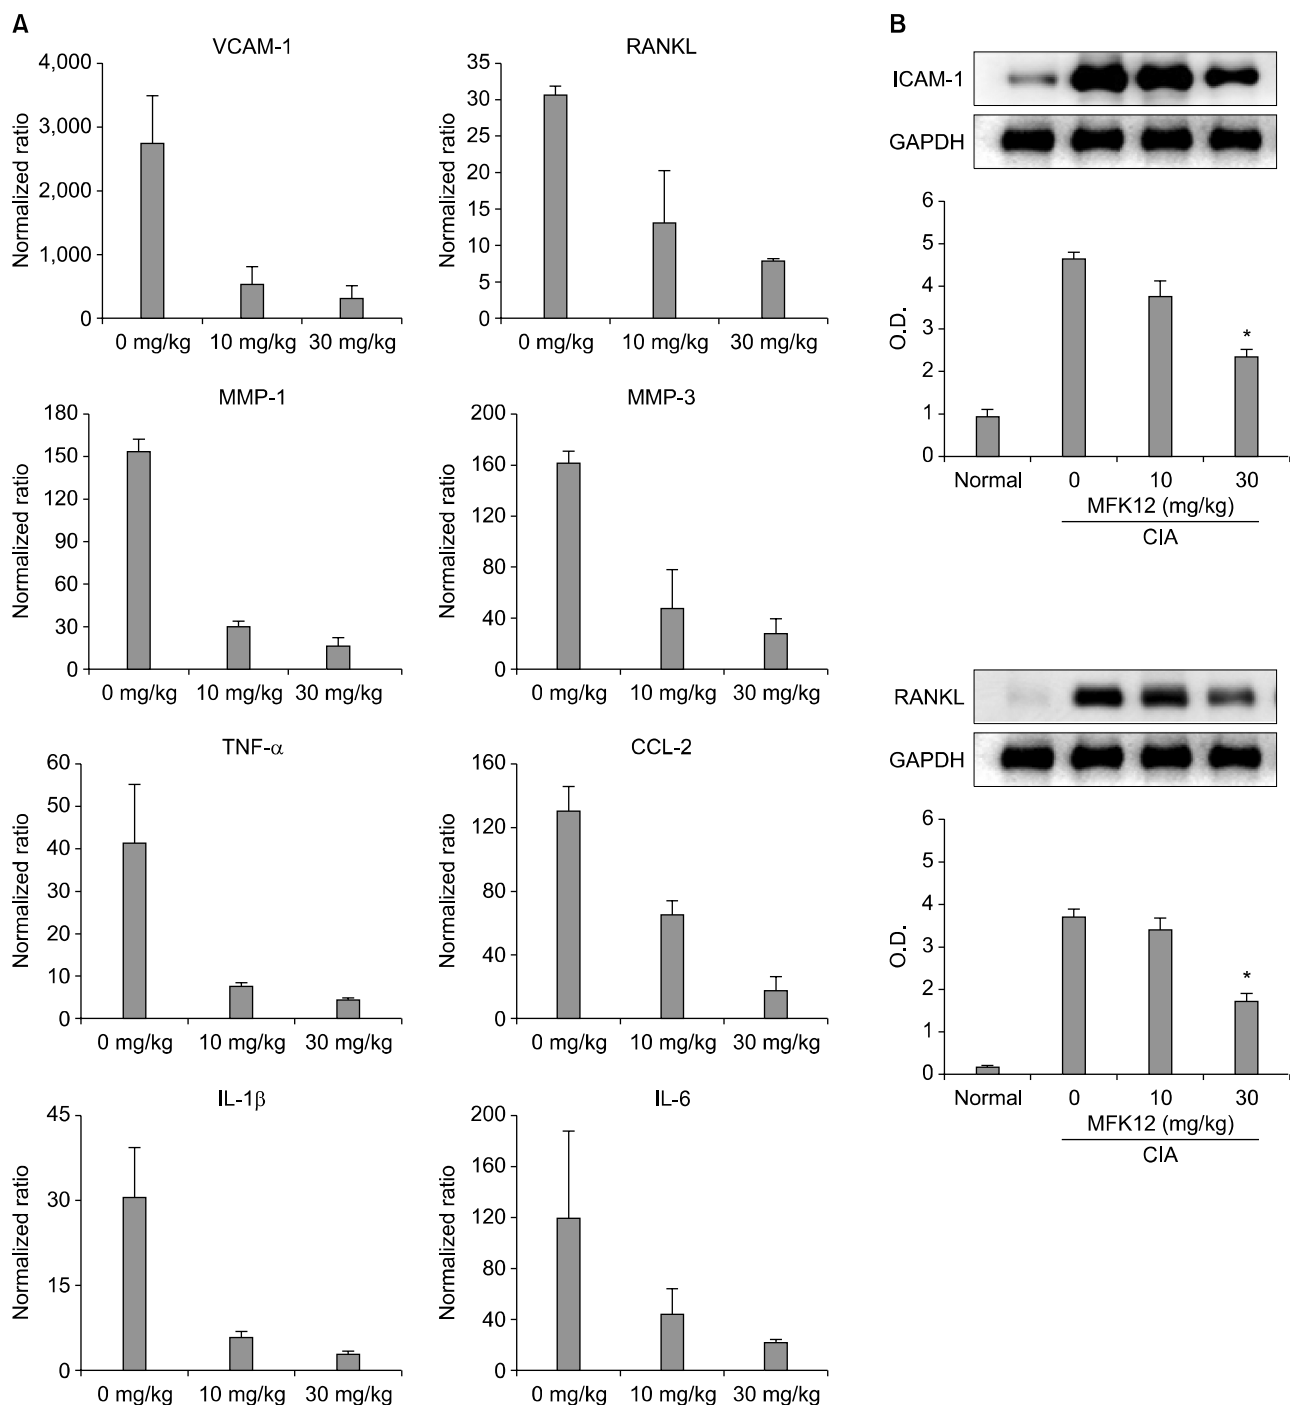 A
VCAM-1
Normalized ratio
4,000
3,000
2,000
1,000
0
0 mg/kg 10 mg/kg 30 mg/kg
RANKL
Normalized ratio
35
30
25
20
15
10
5
0
0 mg/kg 10 mg/kg 30 mg/kg
MMP-1
Normalized ratio
180
150
120
90
60
30
0
0 mg/kg 10 mg/kg 30 mg/kg
MMP-3
Normalized ratio
200
160
120
80
40
0
0 mg/kg 10 mg/kg 30 mg/kg
TNF-α
Normalized ratio
60
50
40
30
20
10
0
0 mg/kg 10 mg/kg 30 mg/kg
CCL-2
Normalized ratio
160
120
80
40
0
0 mg/kg 10 mg/kg 30 mg/kg
IL-1β
Normalized ratio
45
30
15
0
0 mg/kg 10 mg/kg 30 mg/kg
IL-6
Normalized ratio
200
160
120
80
40
0
0 mg/kg 10 mg/kg 30 mg/kg
B
ICAM-1
GAPDH
O.D.
6
5
4
3
2
1
0
*
Normal 0 10 30
MFK12 (mg/kg)
CIA
RANKL
GAPDH
O.D.
6
5
4
3
2
1
0
*
Normal 0 10 30
MFK12 (mg/kg)
CIA